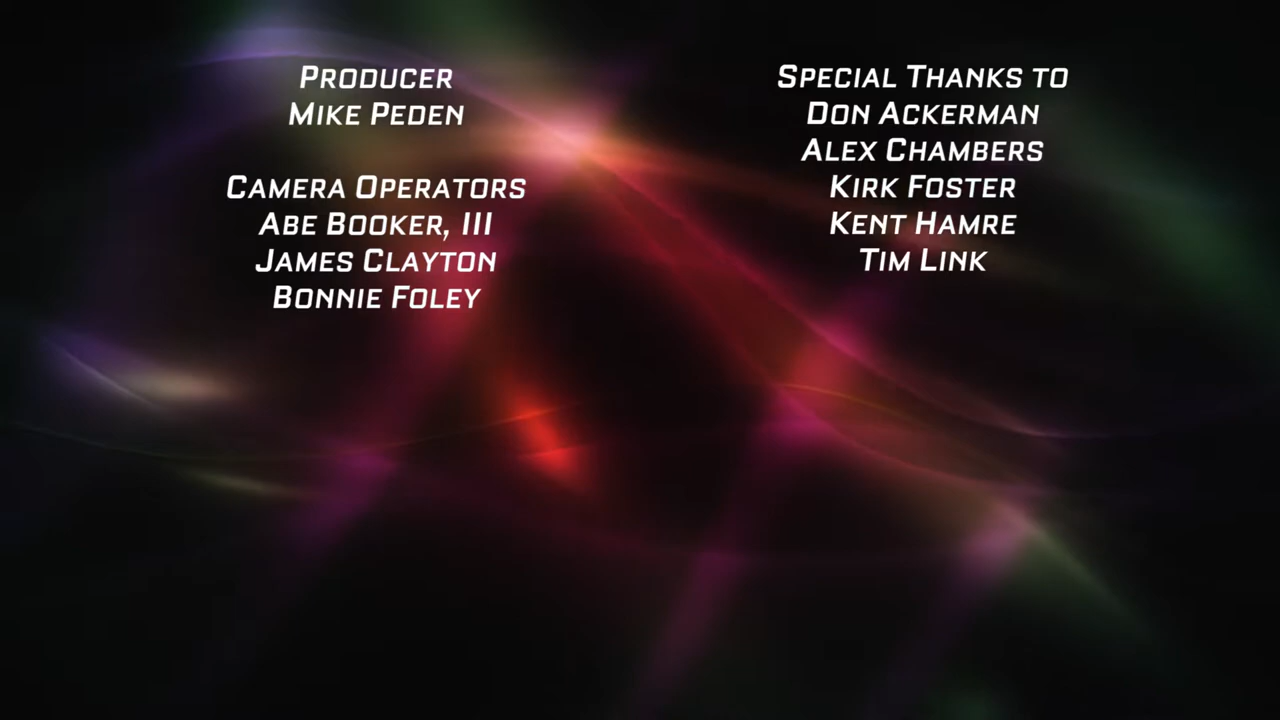 Producer
Mike Peden
Camera Operators
Abe Booker, III
James Clayton
Bonnie Foley
Special Thanks to
Don Ackerman
Alex Chambers
Kirk Foster
Kent Hamre
Tim Link